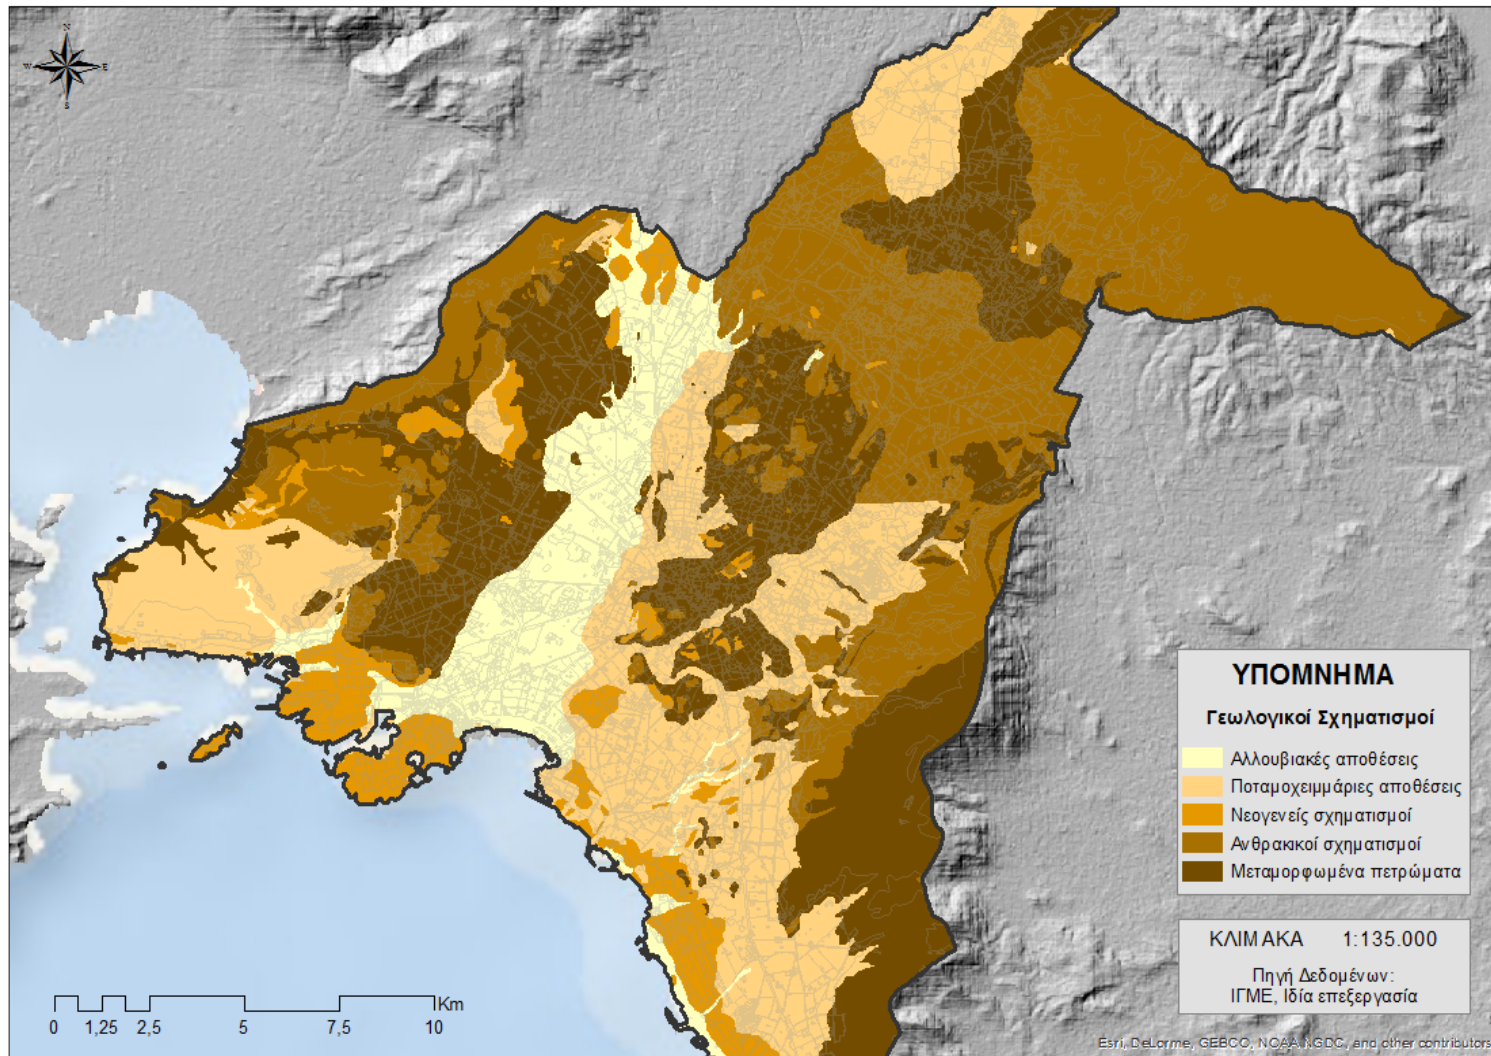 N
W E
S
ΥΠΟΜΝΗΜΑ
Γεωλογικοί Σχηματισμοί
Αλλουβιακές αποθέσεις
Ποταμοχειμμάριες αποθέσεις
Νεογενείς σχηματισμοί
Ανθρακικοί σχηματισμοί
Μεταμορφωμένα πετρώματα
ΚΛΙΜΑΚΑ 1:135.000
Πηγή Δεδομένων:
ΙΓΜΕ, Ιδία επεξεργασία
Km
0 1,25 2,5 5 7,5 10
Esri, DeLorme, GEBCO, NOAA NGDC, and other contributors